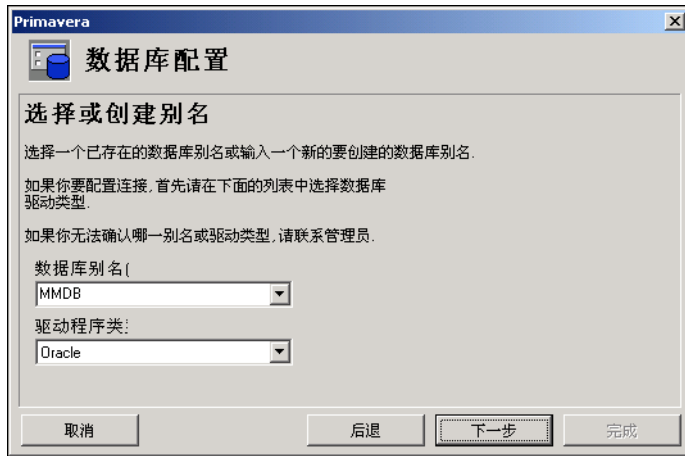 Primavera
数据库配置
选择或创建别名
选择一个已存在的数据库别名或输入一个新的要创建的数据库别名.
如果你要配置连接,首先请在下面的列表中选择数据库
驱动类型.
如果你无法确认哪一别名或驱动类型,请联系管理员.
数据库别名(
MMDB
驱动程序类
Oracle
取消
后退
下一步
完成